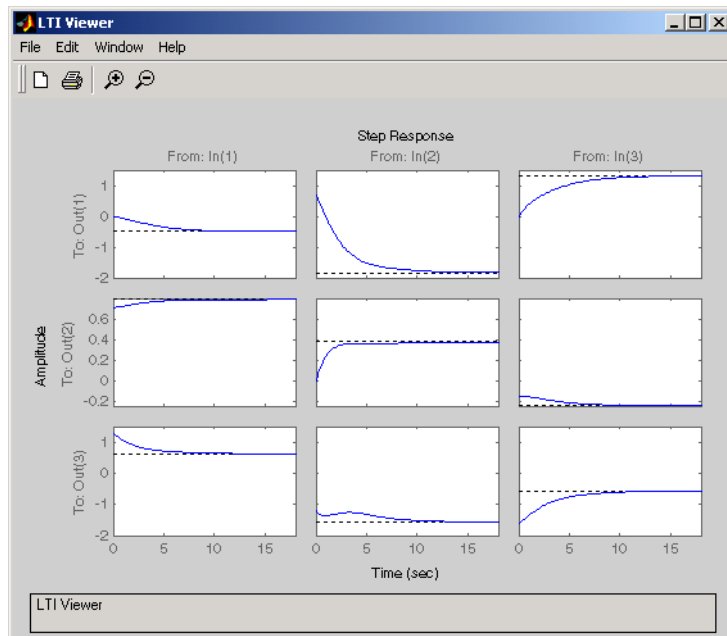 LTI Viewer
File Edit Window Help
Step Response
From: In(1) From: In(2) From: In(3)
To: Out(1)
1
0
-1
-2
Amplitude
To: Out(2)
0.6
0.4
0.2
0
-0.2
To: Out(3)
1
0
-1
-2
0 5 10 15 0 5 10 15 0 5 10 15
Time (sec)
LTI Viewer